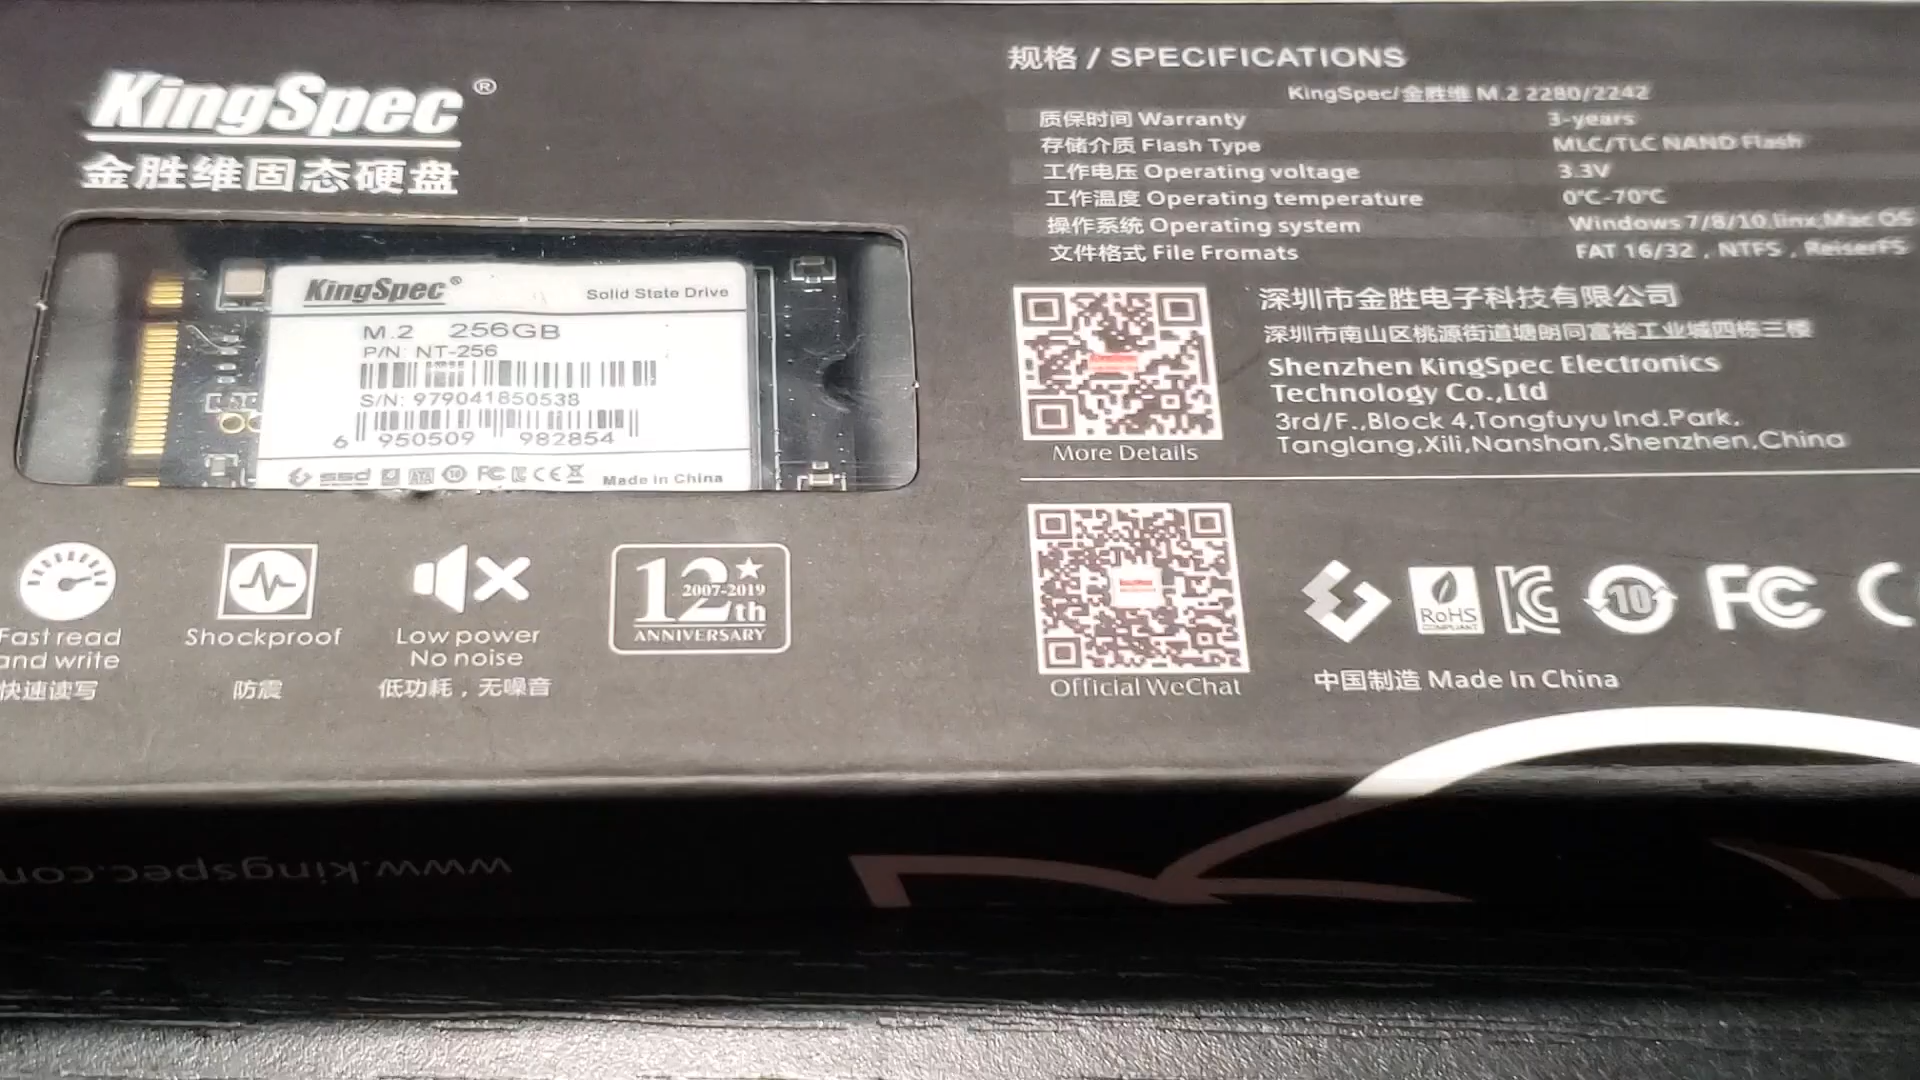 KingSpec®
金胜维固态硬盘
KingSpec®
Solid State Drive
M.2 256GB
P/N: NT-256
S/N: 979041850538
6 950509 982854
ssd ATA 10 FC CE
Made in China
Fast read
and write
快速读写
Shockproof
防震
Low power
No noise
低功耗，无噪音
12th
2007-2019
ANNIVERSARY
规格 / SPECIFICATIONS
KingSpec/金胜维 M.2 2280/2242
质保时间 Warranty 3-years
存储介质 Flash Type MLC/TLC NAND Flash
工作电压 Operating voltage 3.3V
工作温度 Operating temperature 0℃-70℃
操作系统 Operating system Windows 7/8/10,linx,Mac OS
文件格式 File Fromats FAT 16/32 , NTFS , ReiserFS
More Details
深圳市金胜电子科技有限公司
深圳市南山区桃源街道塘朗同富裕工业城四栋三楼
Shenzhen KingSpec Electronics
Technology Co.,Ltd
3rd/F.,Block 4,Tongfuyu Ind.Park,
Tanglang,Xili,Nanshan,Shenzhen,China
Official WeChat
RoHS
COMPLIANT
10
FC
中国制造 Made In China
www.kingspec.com